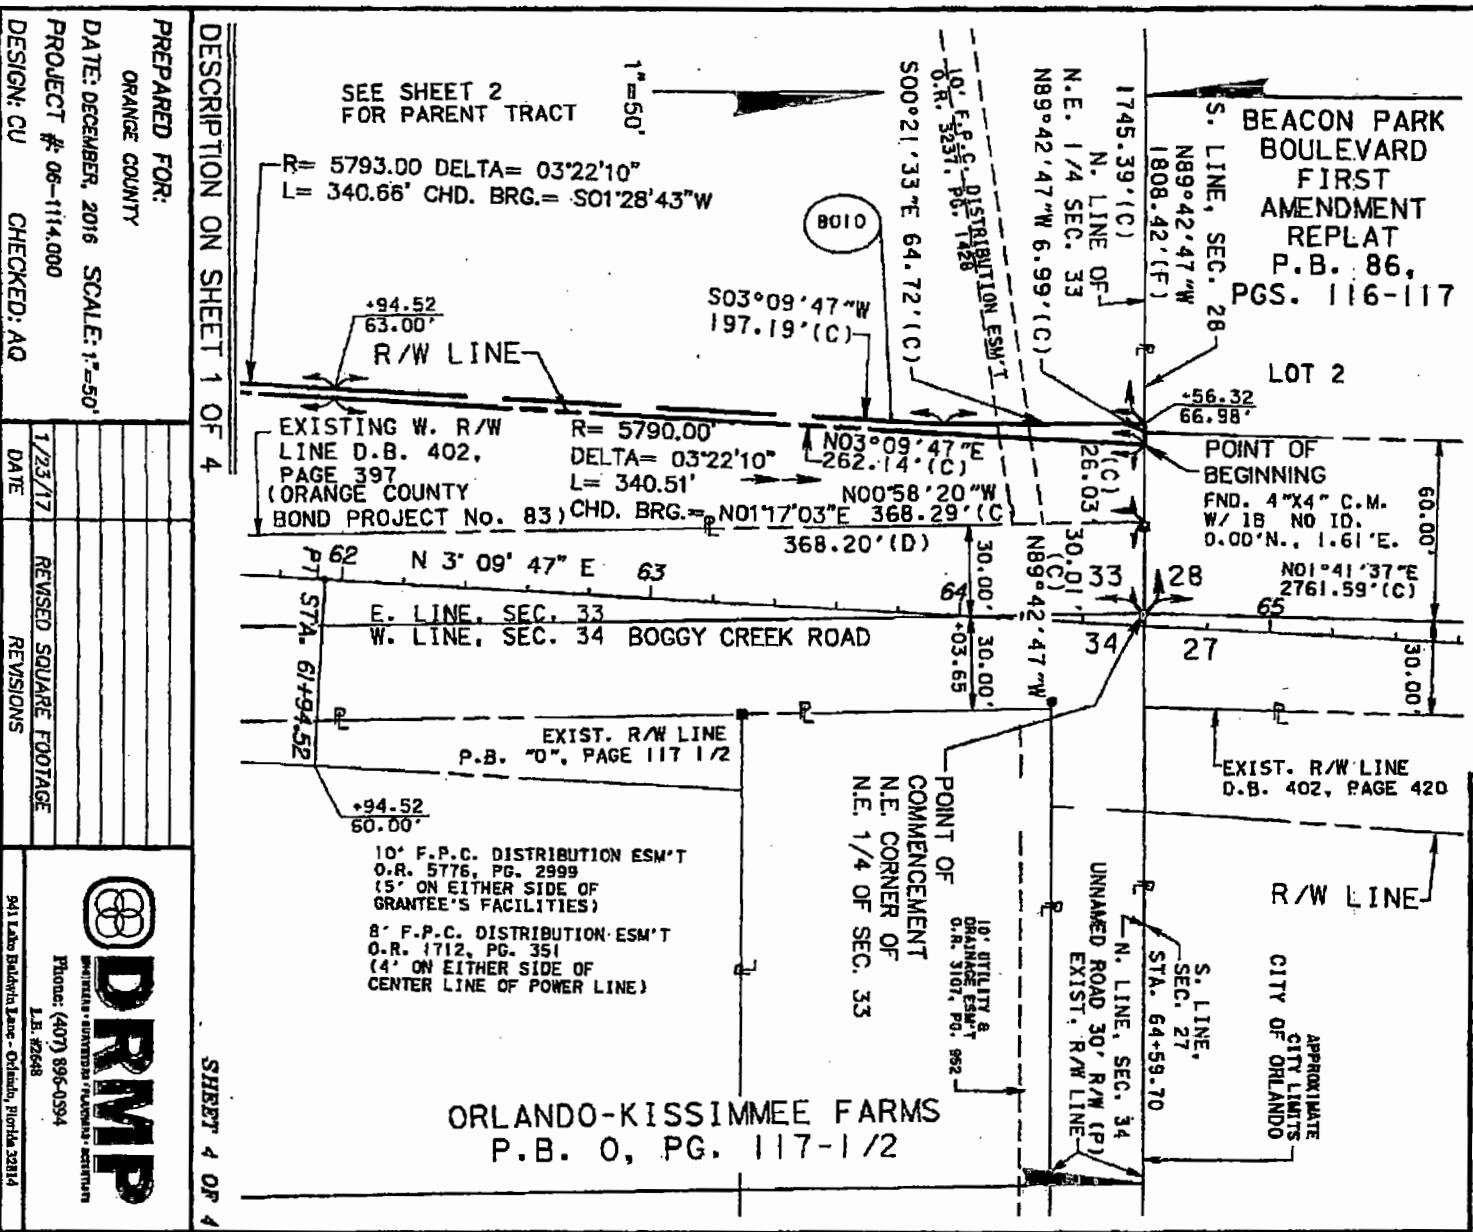 BEACON PARK
BOULEVARD
FIRST
AMENDMENT
REPLAT
P.B. 86,
PGS. 116-117
LOT 2
S. LINE, SEC. 28
N89°42'47"W
1808.42'(F)
1745.39'(C)
N. LINE OF
N.E. 1/4 SEC. 33
N89°42'47"W 6.99'(C)
10' F.P.C. DISTRIBUTION ESM'T
O.R. 3237, PG. 1428
S00°21'33"E 64.72'(C)
1"=50'
SEE SHEET 2
FOR PARENT TRACT
R= 5793.00 DELTA= 03°22'10"
L= 340.66' CHD. BRG.= S01°28'43"W
8010
S03°09'47"W
197.19'(C)
+94.52
63.00'
R/W LINE
+56.32
66.98'
POINT OF
BEGINNING
FND. 4"X4" C.M.
W/ 1B NO ID.
0.00'N., 1.61'E.
N01°41'37"E
2761.59'(C)
60.00'
30.00'
EXISTING W. R/W
LINE D.B. 402,
PAGE 397
(ORANGE COUNTY
BOND PROJECT No. 83)
R= 5790.00'
DELTA= 03°22'10"
L= 340.51'
CHD. BRG.= N01°17'03"E
N03°09'47"E
262.14'(C)
N00°58'20"W
368.29'(C)
368.20'(D)
(C)
26.03'
30.01'
(C)
N89°42'47"W
30.00'
30.00'
+03.65
33
28
34
27
62
63
64
65
N 3° 09' 47" E
PT STA. 61+94.52
E. LINE, SEC. 33
W. LINE, SEC. 34 BOGGY CREEK ROAD
EXIST. R/W LINE
P.B. "O", PAGE 117 1/2
EXIST. R/W LINE
D.B. 402, PAGE 420
R/W LINE
+94.52
60.00'
10' F.P.C. DISTRIBUTION ESM'T
O.R. 5776, PG. 2999
(5' ON EITHER SIDE OF
GRANTEE'S FACILITIES)
8' F.P.C. DISTRIBUTION ESM'T
O.R. 1712, PG. 351
(4' ON EITHER SIDE OF
CENTER LINE OF POWER LINE)
POINT OF
COMMENCEMENT
N.E. CORNER OF
N.E. 1/4 OF SEC. 33
10' UTILITY &
DRAINAGE ESM'T
O.R. 3107, PG. 952
UNNAMED ROAD 30' R/W (P)
EXIST. R/W LINE
N. LINE, SEC. 34
STA. 64+59.70
S. LINE,
SEC. 27
APPROXIMATE
CITY LIMITS
CITY OF ORLANDO
ORLANDO-KISSIMMEE FARMS
P.B. O, PG. 117-1/2
DESCRIPTION ON SHEET 1 OF 4
SHEET 4 OF 4
PREPARED FOR:
ORANGE COUNTY
DATE: DECEMBER, 2016 SCALE: 1"=50'
PROJECT #: 06-1114.000
DESIGN: CU CHECKED: AQ
1/23/17 REVISED SQUARE FOOTAGE
DATE REVISIONS
DRMP
ENGINEERS • SURVEYORS • PLANNERS • SCIENTISTS
Phone: (407) 896-0594
L.B. #2648
941 Lake Baldwin Lane - Orlando, Florida 32814